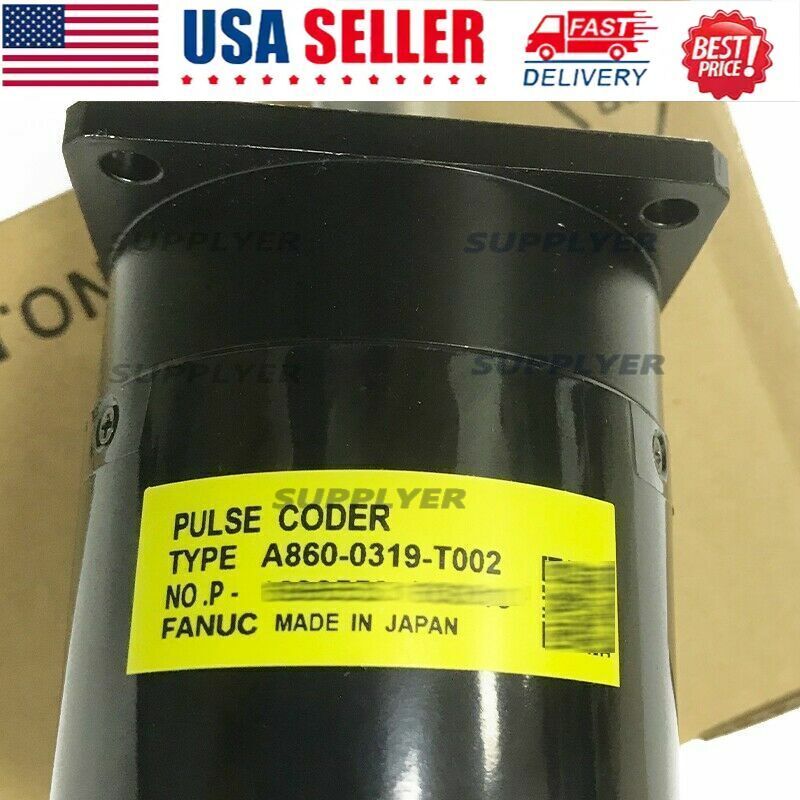 USA SELLER
FAST
DELIVERY
BEST
PRICE!
SUPPLYER SUPPLYER
SUPPLYER SUPPLYER
SUPPLYER
PULSE CODER
TYPE A860-0319-T002
NO.P-
FANUC MADE IN JAPAN